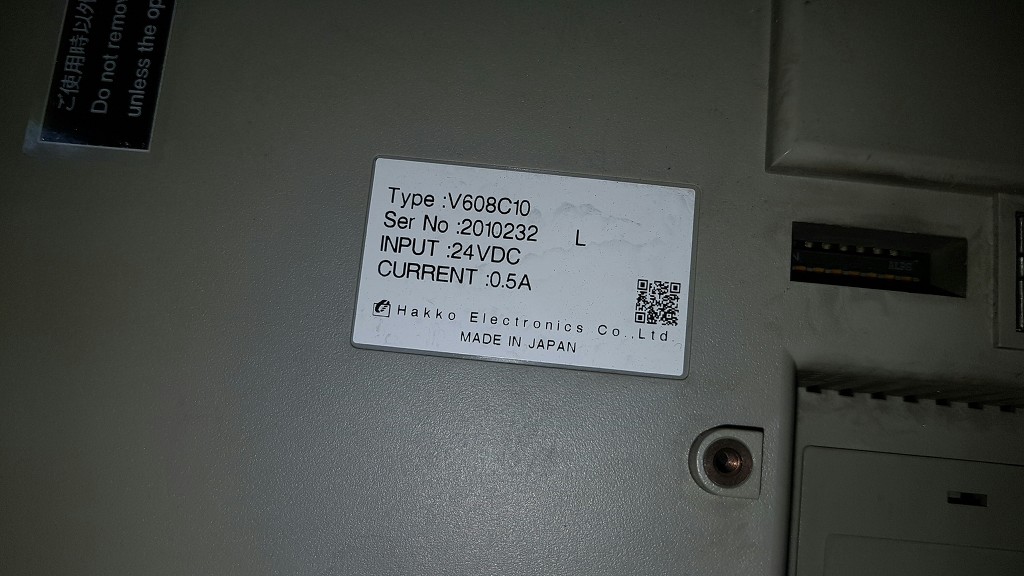 ご使用時以外
Do not remov
unless the op
Type :V608C10
Ser No :2010232 L
INPUT :24VDC
CURRENT :0.5A
Hakko Electronics Co.,Ltd.
MADE IN JAPAN